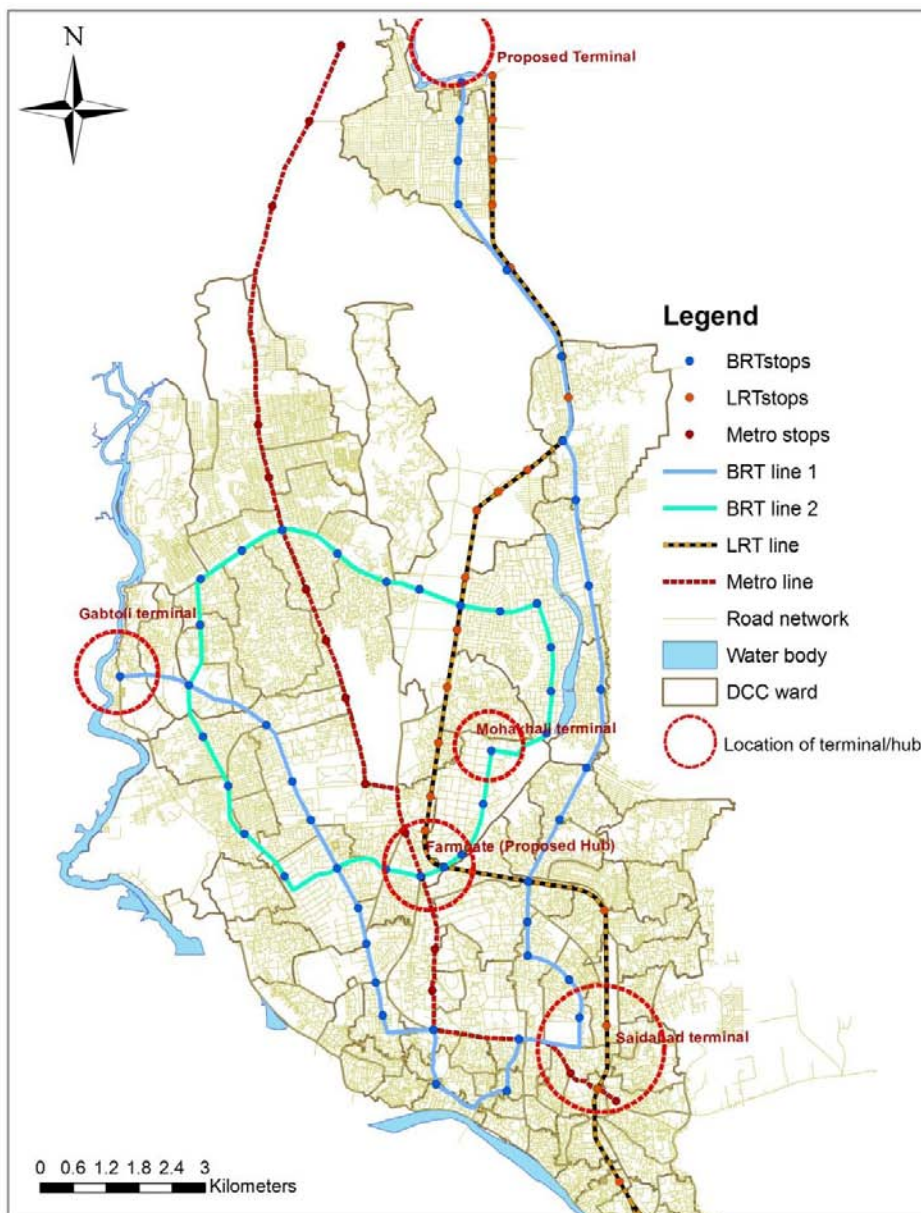 N
Proposed Terminal
Legend
BRTstops
LRTstops
Metro stops
BRT line 1
BRT line 2
LRT line
Metro line
Road network
Water body
DCC ward
Location of terminal/hub
Gabtoli terminal
Mohakhali terminal
Farmgate (Proposed Hub)
Saidabad terminal
0 0.6 1.2 1.8 2.4 3
Kilometers